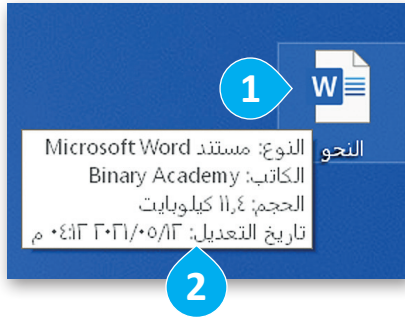 1
W
النحو
النوع: مستند Microsoft Word
الكاتب: Binary Academy
الحجم: ١١,٤ كيلوبايت
تاريخ التعديل: ٢٠٢١/٠٥/١٢ ٠٤:١٢ م
2